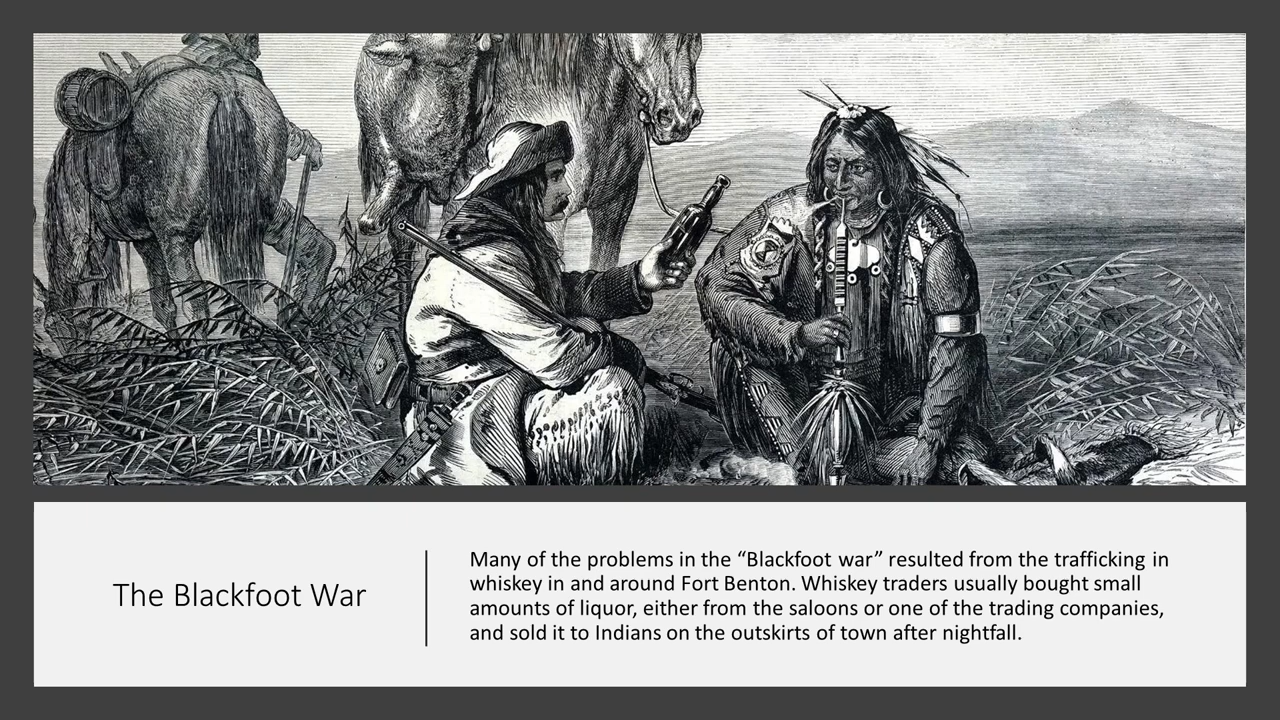 The Blackfoot War
Many of the problems in the “Blackfoot war” resulted from the trafficking in
whiskey in and around Fort Benton. Whiskey traders usually bought small
amounts of liquor, either from the saloons or one of the trading companies,
and sold it to Indians on the outskirts of town after nightfall.